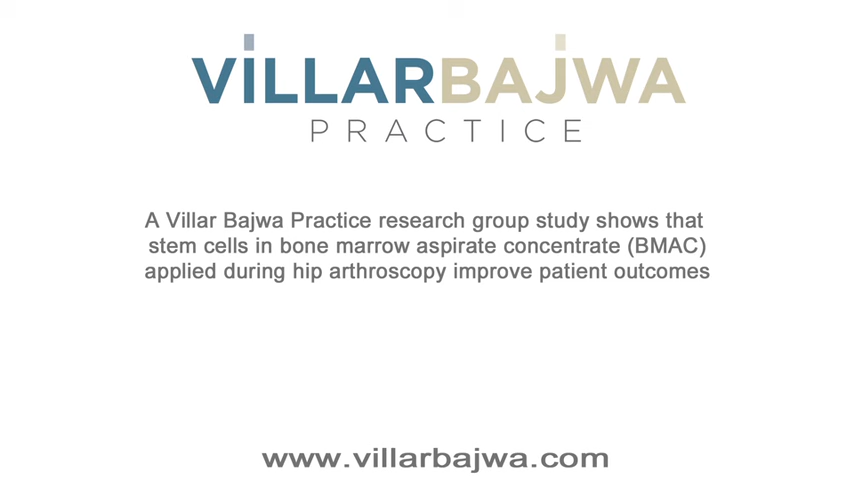 VILLARBAJWA
PRACTICE
A Villar Bajwa Practice research group study shows that
stem cells in bone marrow aspirate concentrate (BMAC)
applied during hip arthroscopy improve patient outcomes
www.villarbajwa.com